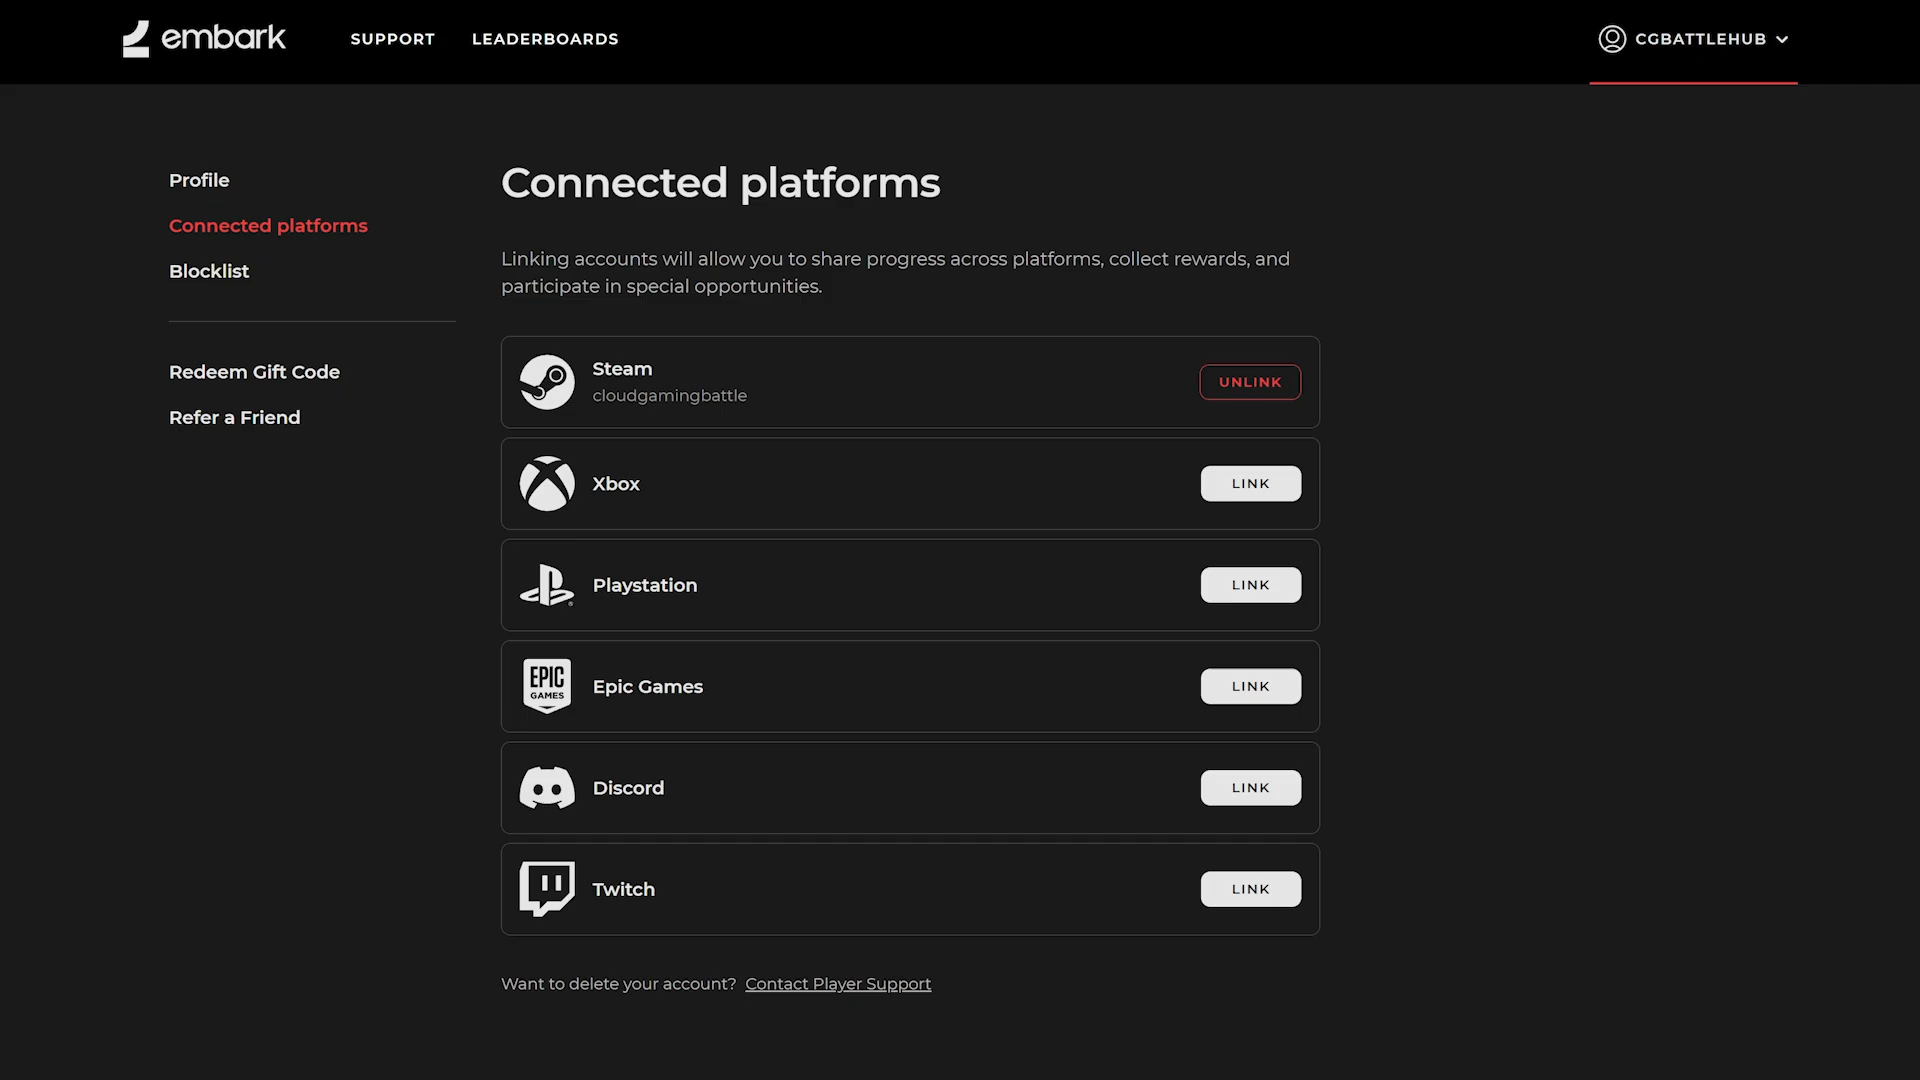 embark
SUPPORT
LEADERBOARDS
CGBATTLEHUB
Profile
Connected platforms
Blocklist
Redeem Gift Code
Refer a Friend
Connected platforms
Linking accounts will allow you to share progress across platforms, collect rewards, and
participate in special opportunities.
Steam
cloudgamingbattle
UNLINK
Xbox
LINK
Playstation
LINK
EPIC
GAMES
Epic Games
LINK
Discord
LINK
Twitch
LINK
Want to delete your account? Contact Player Support